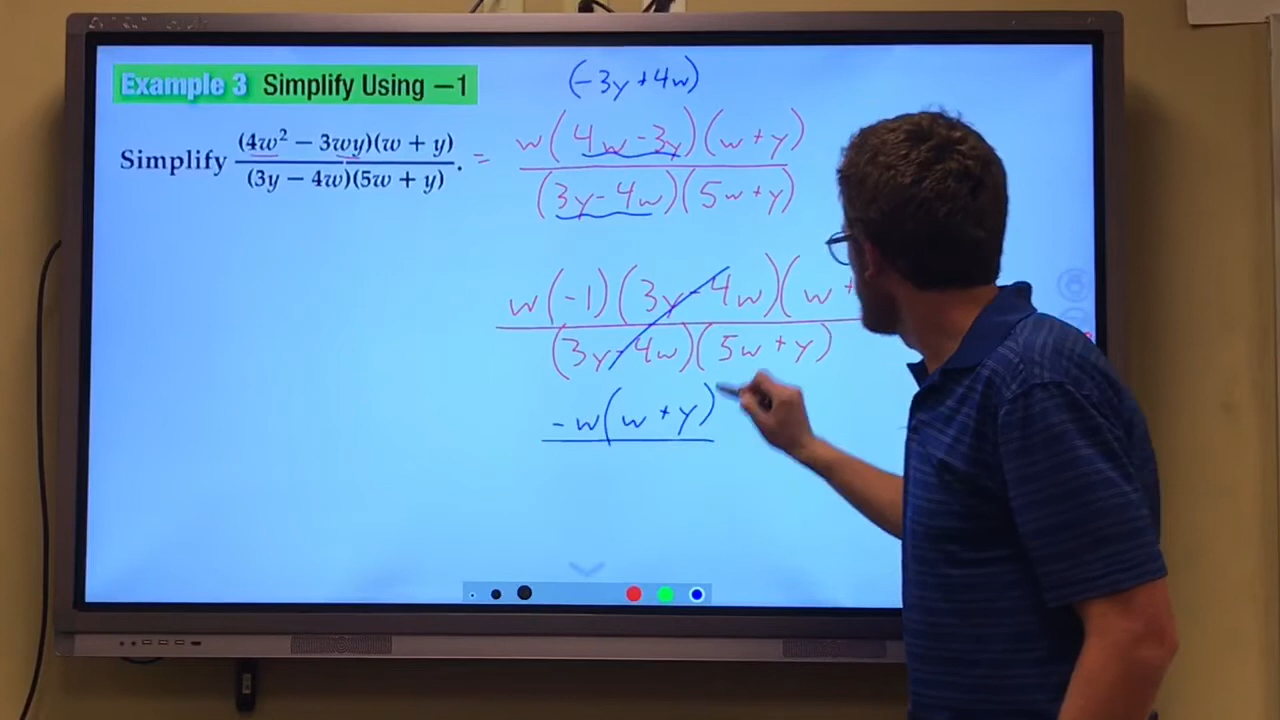 Example 3 Simplify Using −1
(-3y + 4w)
Simplify (4w² − 3wy)(w + y) / (3y − 4w)(5w + y) . = w(4w-3y)(w+y) / (3y-4w)(5w+y)
w(-1)(3y-4w)(w+
(3y-4w)(5w+y)
-w(w+y)